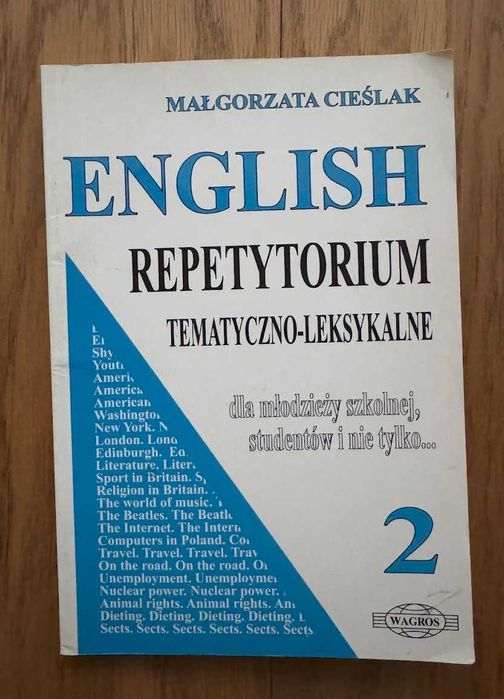 MAŁGORZATA CIEŚLAK
ENGLISH
REPETYTORIUM
TEMATYCZNO-LEKSYKALNE
dla młodzieży szkolnej,
studentów i nie tylko...
Shy
Youth
Ameri
America
American
Washington
New York. N
London. Lond
Edinburgh. Ed
Literature. Liter
Sport in Britain. S
Religion in Britain.
The world of music.
The Beatles. The Beatl
The Internet. The Intern
Computers in Poland. Co
Travel. Travel. Travel. Trav
On the road. On the road. O
Unemployment. Unemployme
Nuclear power. Nuclear power.
Animal rights. Animal rights. An
Dieting. Dieting. Dieting. Dieting.
Sects. Sects. Sects. Sects. Sects. Sects
2
WAGROS